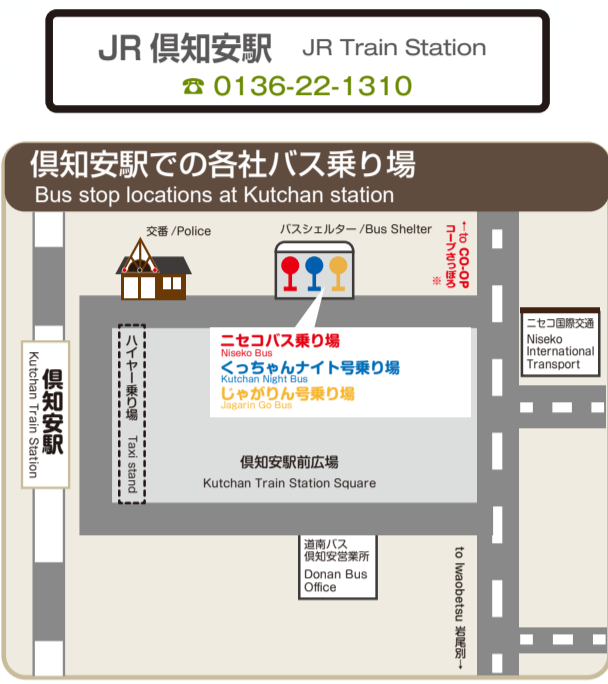 JR 倶知安駅 JR Train Station
☎ 0136-22-1310
倶知安駅での各社バス乗り場
Bus stop locations at Kutchan station
交番 /Police
バスシェルター /Bus Shelter
←to CO-OP
コープさっぽろ
※
ニセコバス乗り場
Niseko Bus
くっちゃんナイト号乗り場
Kutchan Night Bus
じゃがりん号乗り場
Jagarin Go Bus
ニセコ国際交通
Niseko
International
Transport
倶知安駅
Kutchan Train Station
ハイヤー乗り場 Taxi stand
倶知安駅前広場
Kutchan Train Station Square
道南バス
倶知安営業所
Donan Bus
Office
to Iwaobetsu 岩尾別→